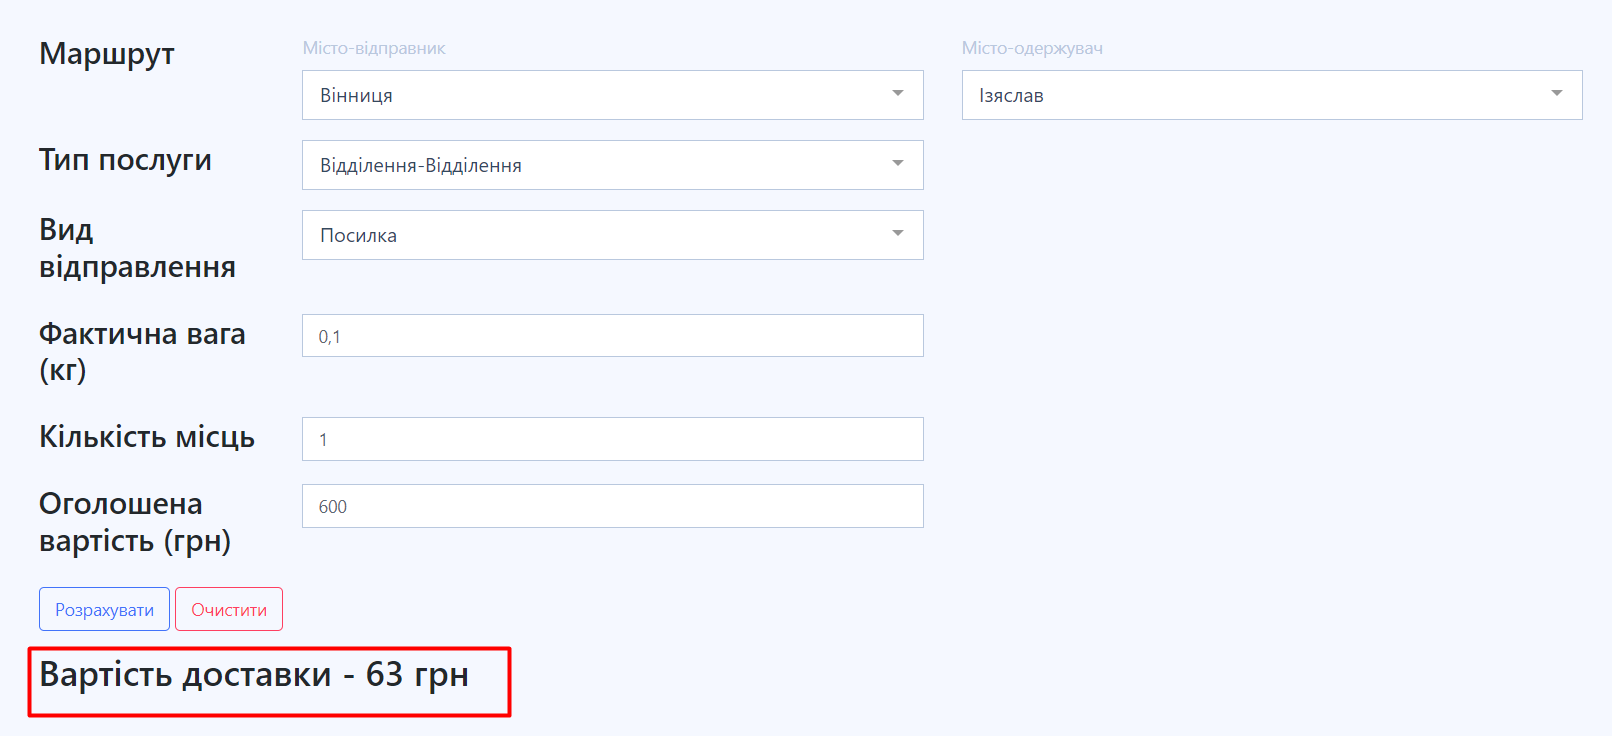 Маршрут
Місто-відправник
Місто-одержувач
Вінниця
Ізяслав
Тип послуги
Відділення-Відділення
Вид
відправлення
Посилка
Фактична вага
(кг)
0,1
Кількість місць
1
Оголошена
вартість (грн)
600
Розрахувати
Очистити
Вартість доставки - 63 грн